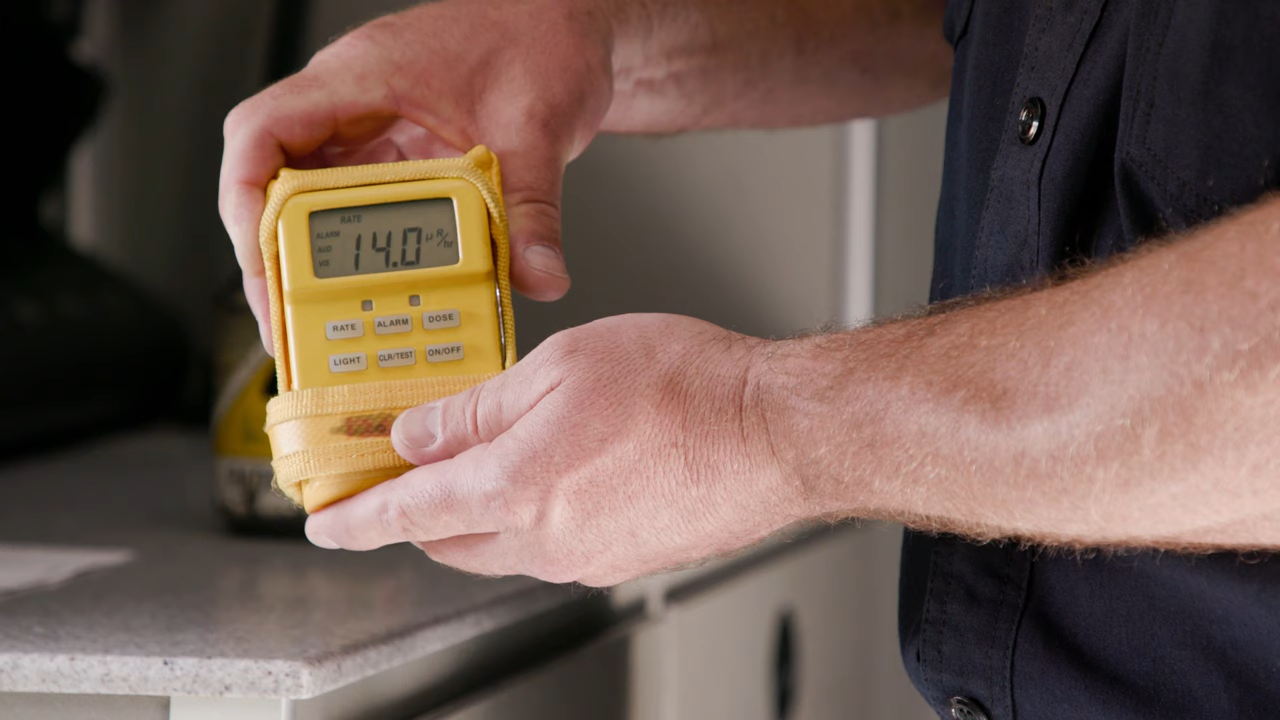 RATE
ALARM
AUD
VIS
14.0 µR/hr
RATE ALARM DOSE
LIGHT CLR/TEST ON/OFF